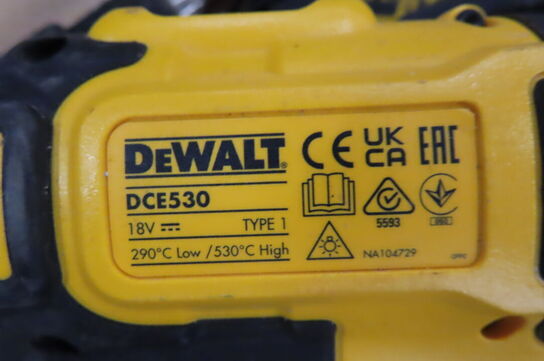 DEWALT®
CE UK CA EAC
DCE530
18V ⎓ TYPE 1
5593
290°C Low / 530°C High
NA104729